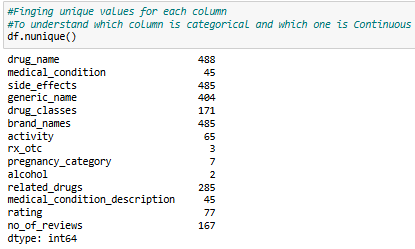 #Finging unique values for each column
#To understand which column is categorical and which one is Continuous
df.nunique()
drug_name 488
medical_condition 45
side_effects 485
generic_name 404
drug_classes 171
brand_names 485
activity 65
rx_otc 3
pregnancy_category 7
alcohol 2
related_drugs 285
medical_condition_description 45
rating 77
no_of_reviews 167
dtype: int64